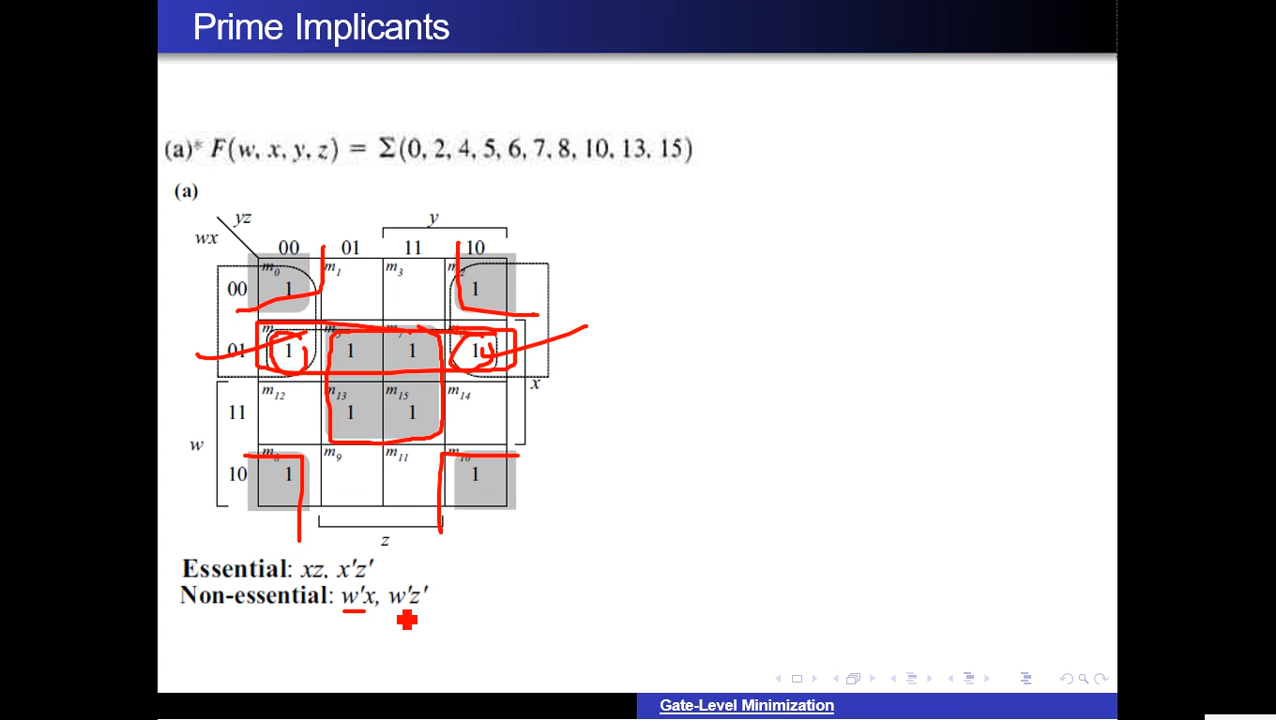 Prime Implicants
(a)* F(w, x, y, z) = Σ(0, 2, 4, 5, 6, 7, 8, 10, 13, 15)
(a)
yz
wx
y
00 01 11 10
m0 m1 m3 m2
00 1 1
m m5 m7
01 1 1 1 1
x
m12 m13 m15 m14
11 1 1
w
m8 m9 m11 m10
10 1 1
z
Essential: xz, x'z'
Non-essential: w'x, w'z'
Gate-Level Minimization